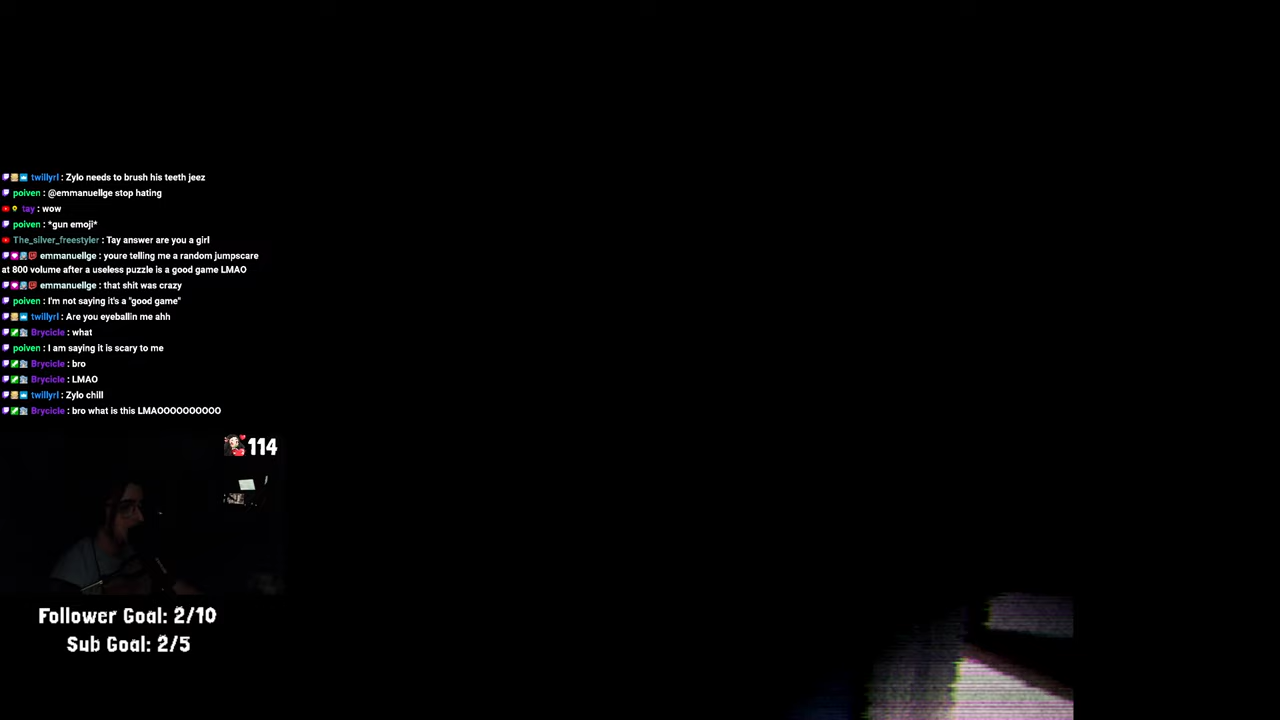 twillyrl : Zylo needs to brush his teeth jeez
poiven : @emmanuellge stop hating
tay : wow
poiven : *gun emoji*
The_silver_freestyler : Tay answer are you a girl
emmanuellge : youre telling me a random jumpscare
at 800 volume after a useless puzzle is a good game LMAO
emmanuellge : that shit was crazy
poiven : I'm not saying it's a "good game"
twillyrl : Are you eyeballin me ahh
Brycicle : what
poiven : I am saying it is scary to me
Brycicle : bro
Brycicle : LMAO
twillyrl : Zylo chill
Brycicle : bro what is this LMAOOOOOOOOOO
114
Follower Goal: 2/10
Sub Goal: 2/5